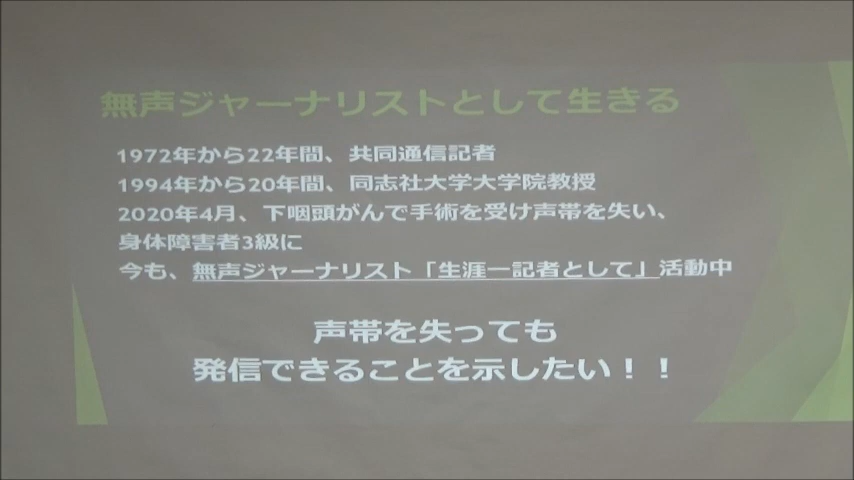 無声ジャーナリストとして生きる
1972年から22年間、共同通信記者
1994年から20年間、同志社大学大学院教授
2020年4月、下咽頭がんで手術を受け声帯を失い、
身体障害者3級に
今も、無声ジャーナリスト「生涯一記者として」活動中
声帯を失っても
発信できることを示したい！！